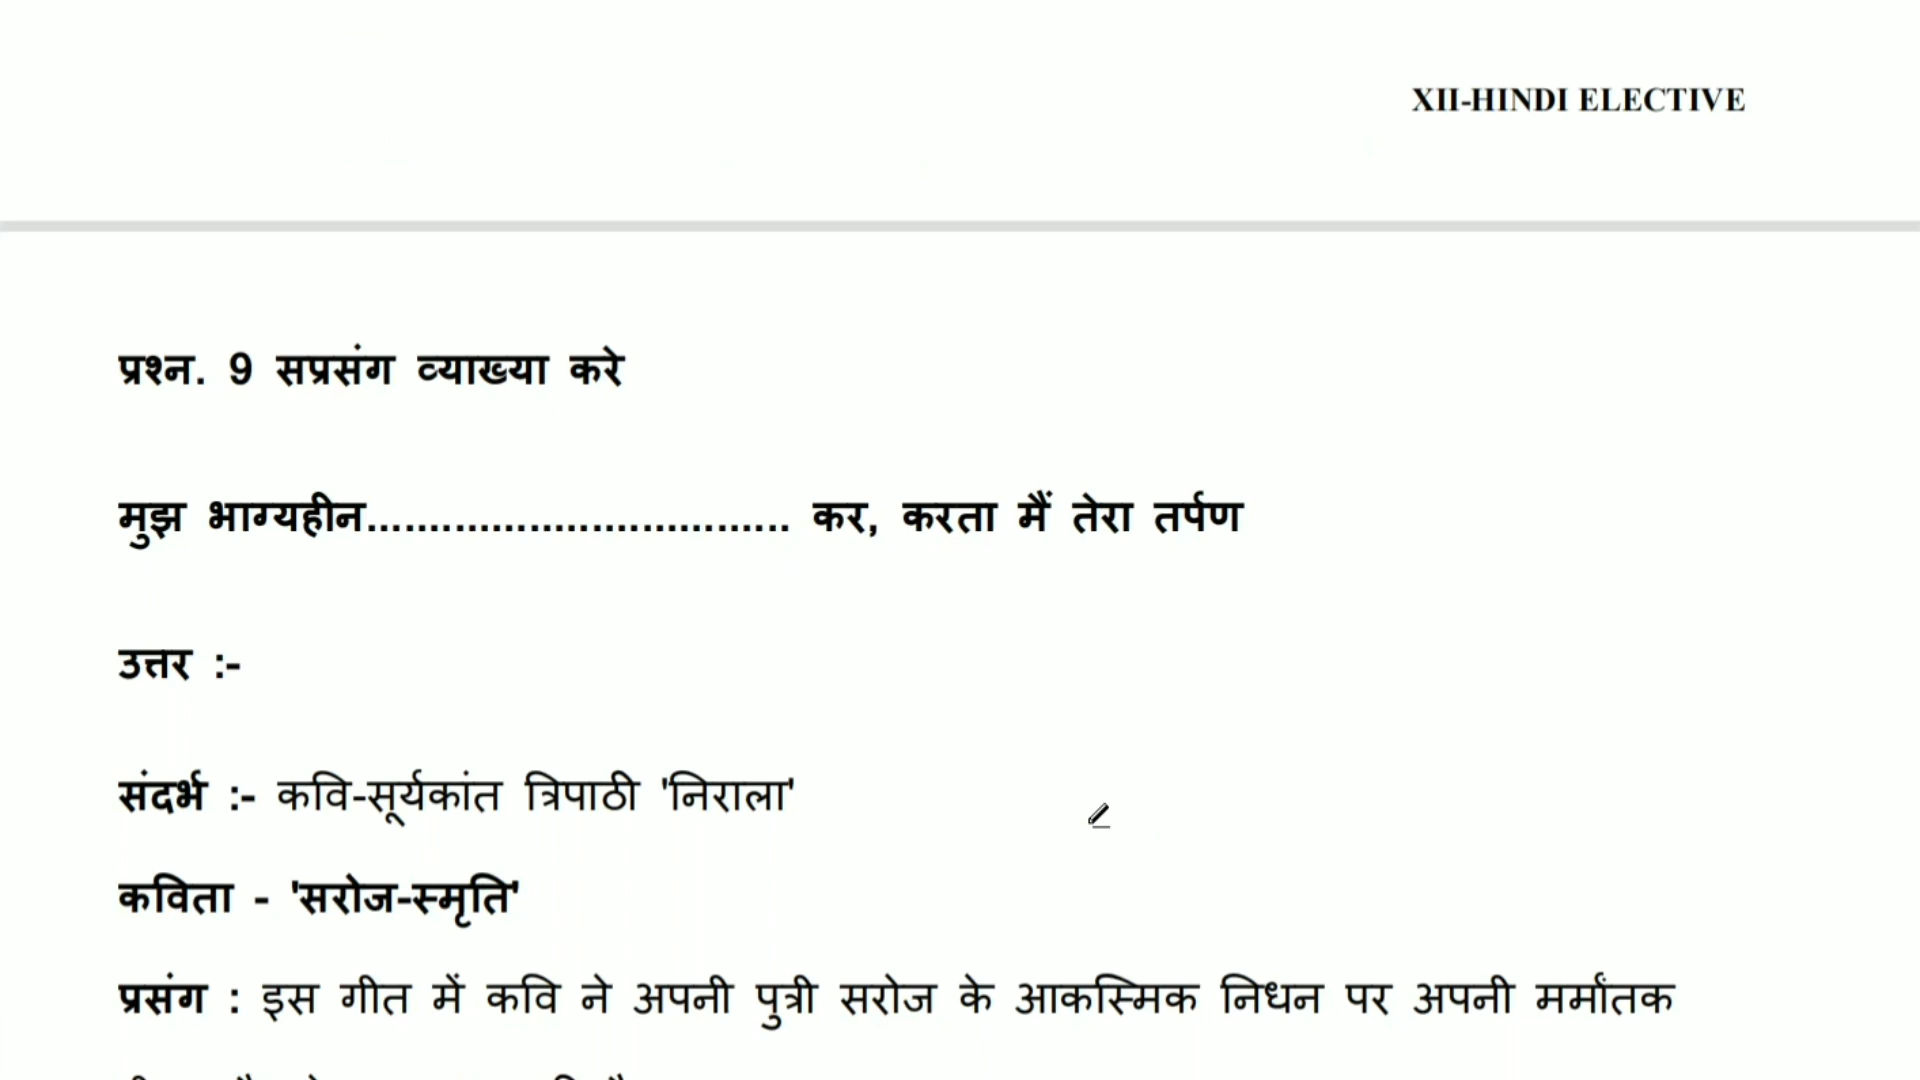 XII-HINDI ELECTIVE
प्रश्न. 9 सप्रसंग व्याख्या करे
मुझ भाग्यहीन.................................. कर, करता मैं तेरा तर्पण
उत्तर :-
संदर्भ :- कवि-सूर्यकांत त्रिपाठी 'निराला'
कविता - 'सरोज-स्मृति'
प्रसंग : इस गीत में कवि ने अपनी पुत्री सरोज के आकस्मिक निधन पर अपनी मर्मांतक